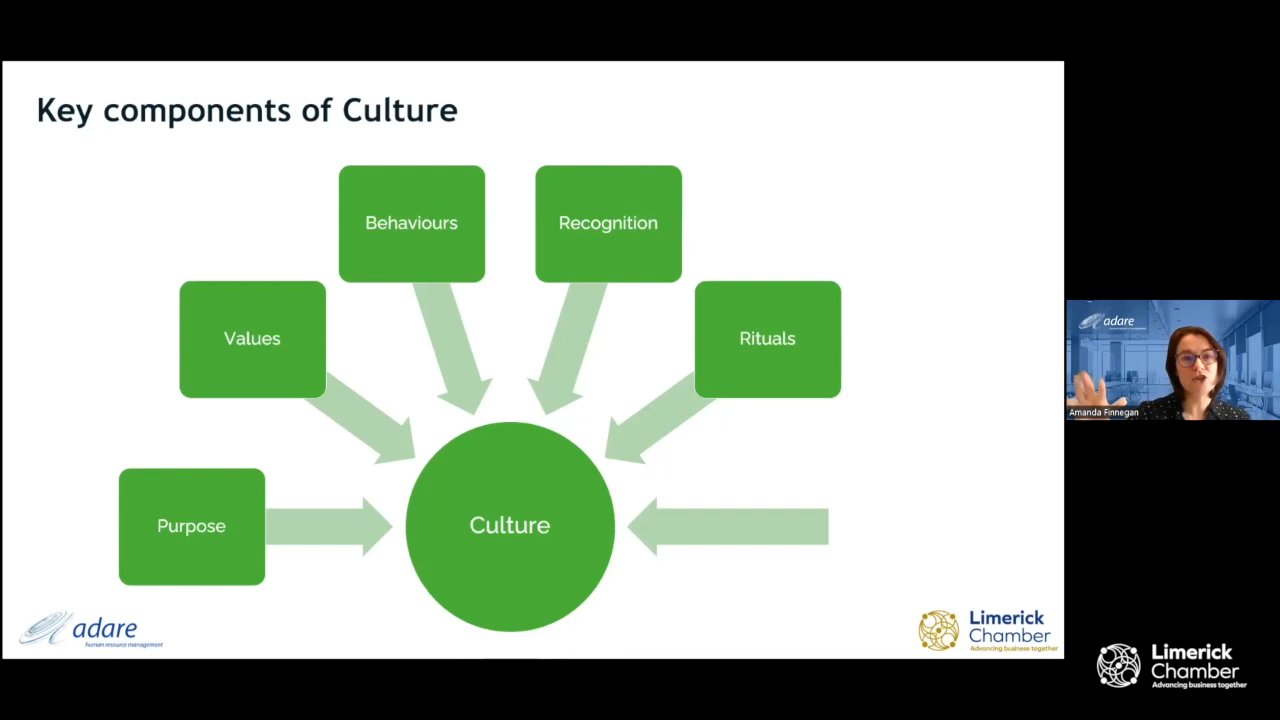 Key components of Culture
Behaviours
Recognition
Values
Rituals
Purpose
Culture
adare
human resource management
Limerick
Chamber
Advancing business together
adare
Amanda Finnegan
Limerick
Chamber
Advancing business together